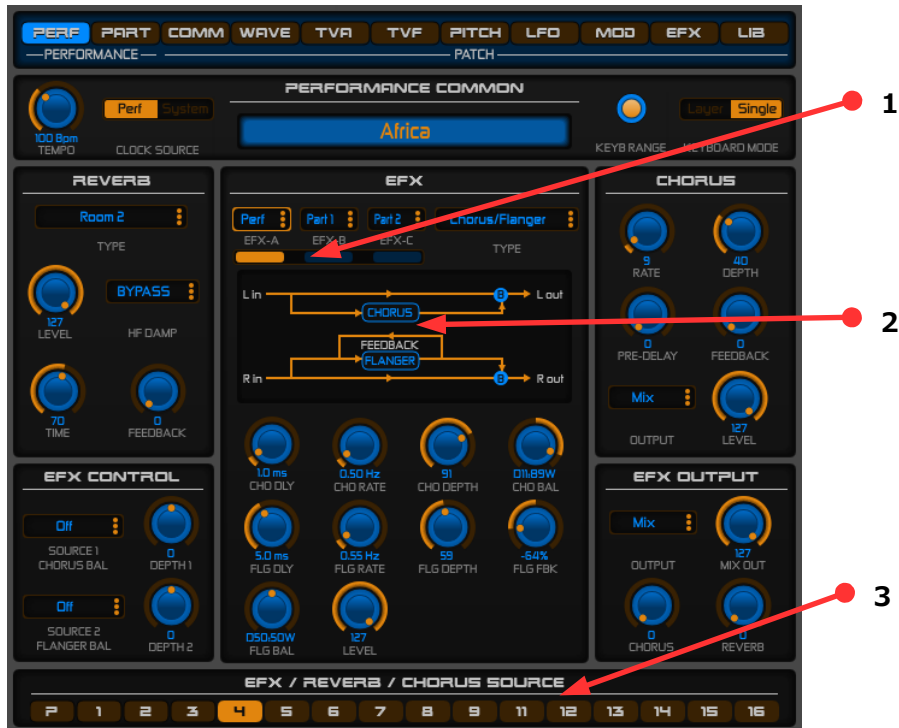 PERF PART COMM WAVE TVA TVF PITCH LFO MOD EFX LIB
PERFORMANCE PATCH
PERFORMANCE COMMON
Perf System
Africa
Layer Single
100 Bpm
TEMPO
CLOCK SOURCE
KEYB RANGE
KEYBOARD MODE
1
REVERB
Room 2
TYPE
127
LEVEL
BYPASS
HF DAMP
70
TIME
0
FEEDBACK
EFX
Perf Part 1 Part 2 Chorus/Flanger
EFX-A EFX-B EFX-C TYPE
L in
CHORUS
B
L out
FEEDBACK
FLANGER
R in
B
R out
1.0 ms 0.50 Hz 91 D11:89W
CHO DLY CHO RATE CHO DEPTH CHO BAL
5.0 ms 0.55 Hz 59 -64%
FLG DLY FLG RATE FLG DEPTH FLG FBK
D50:50W 127
FLG BAL LEVEL
CHORUS
9 40
RATE DEPTH
0 0
PRE-DELAY FEEDBACK
Mix
OUTPUT
127
LEVEL
2
EFX CONTROL
Off
SOURCE 1
CHORUS BAL
0
DEPTH 1
Off
SOURCE 2
FLANGER BAL
0
DEPTH 2
EFX OUTPUT
Mix
OUTPUT
127
MIX OUT
0 0
CHORUS REVERB
3
EFX / REVERB / CHORUS SOURCE
P 1 2 3 4 5 6 7 8 9 11 12 13 14 15 16